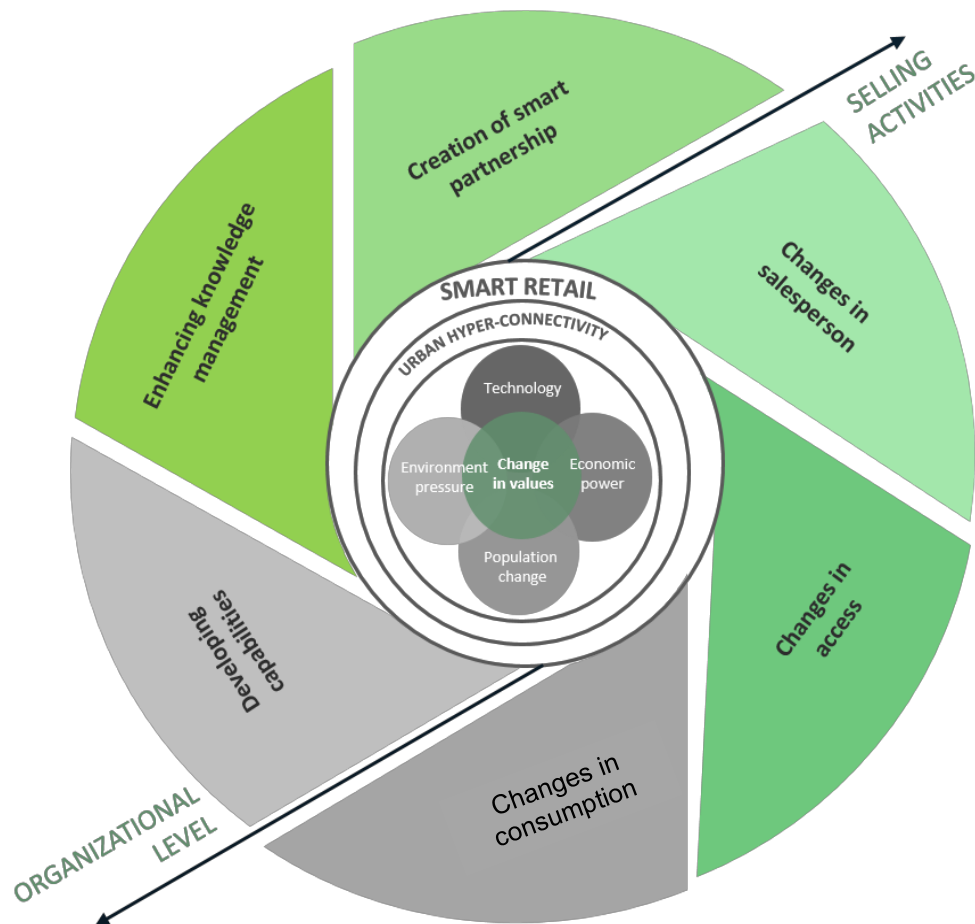 Creation of smart
partnership
SELLING
ACTIVITIES
Enhancing knowledge
management
Changes in
salesperson
SMART RETAIL
URBAN HYPER-CONNECTIVITY
Technology
Environment
pressure
Change
in values
Economic
power
Population
change
Changes in
access
Developing
capabilities
Changes in
consumption
ORGANIZATIONAL
LEVEL